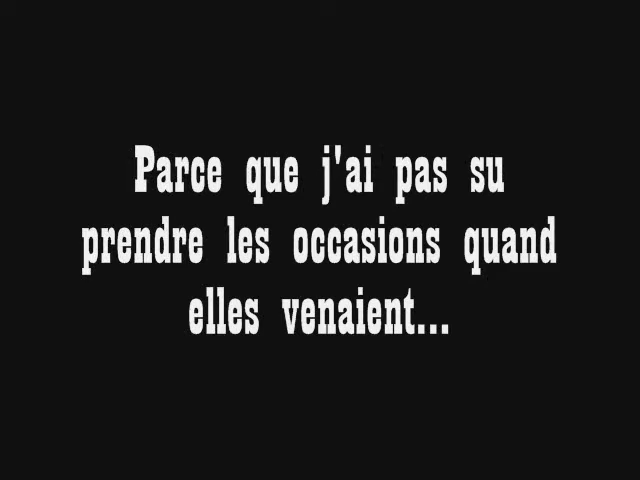 Parce que j'ai pas su
prendre les occasions quand
elles venaient...